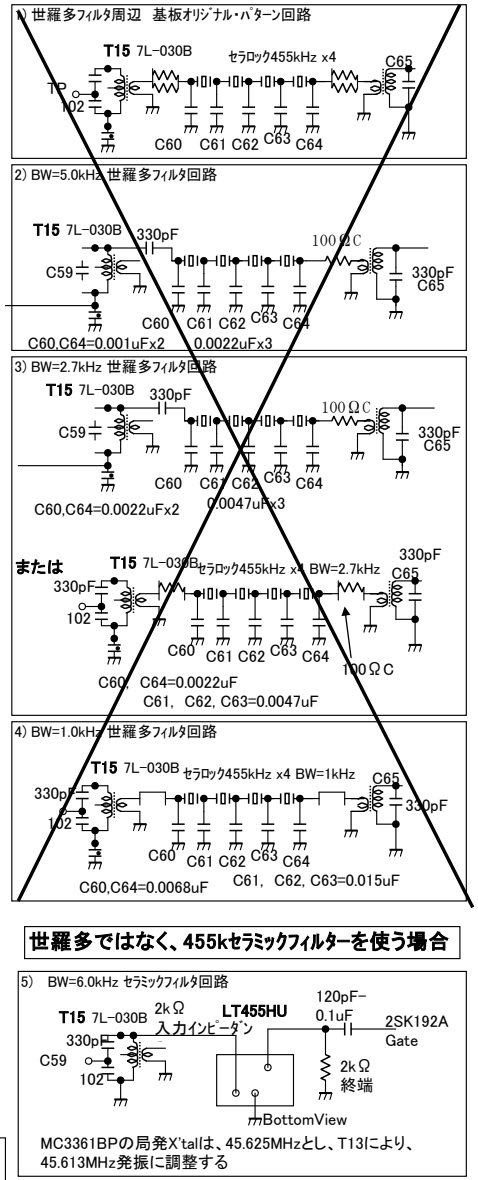 1) 世羅多フィルタ周辺 基板オリジナル・パターン回路
T15 7L-030B セラロック455kHz x4 C65
TP
102
C60 C61 C62 C63 C64
2) BW=5.0kHz 世羅多フィルタ回路
T15 7L-030B 330pF 100ΩC
C59 330pF
C65
C60 C61 C62 C63 C64
C60,C64=0.001uFx2 0.0022uFx3
3) BW=2.7kHz 世羅多フィルタ回路
T15 7L-030B 330pF 100ΩC
C59 330pF
C65
C60 C61 C62 C63 C64
C60,C64=0.0022uFx2 0.0047uFx3
または T15 7L-030B セラロック455kHz x4 BW=2.7kHz 330pF
330pF C65
102
C60 C61 C62 C63 C64
100ΩC
C60, C64=0.0022uF
C61, C62, C63=0.0047uF
4) BW=1.0kHz 世羅多フィルタ回路
T15 7L-030B セラロック455kHz x4 BW=1kHz C65
330pF 330pF
102
C60 C61 C62 C63 C64
C60,C64=0.0068uF C61, C62, C63=0.015uF
世羅多ではなく、455kセラミックフィルターを使う場合
5) BW=6.0kHz セラミックフィルタ回路
T15 7L-030B 2kΩ LT455HU 120pF-
330pF 入力インピーダン 0.1uF 2SK192A
C59 Gate
102 2kΩ
終端
BottomView
MC3361BPの局発X'talは、45.625MHzとし、T13により、
45.613MHz発振に調整する